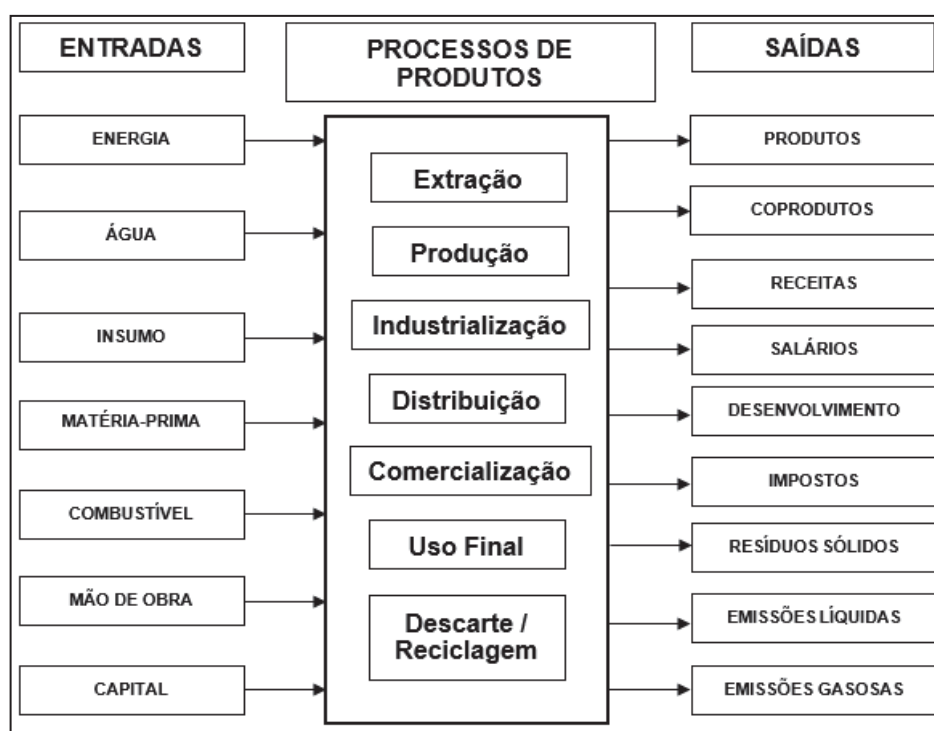 ENTRADAS
PROCESSOS DE
PRODUTOS
SAÍDAS
ENERGIA
ÁGUA
INSUMO
MATÉRIA-PRIMA
COMBUSTÍVEL
MÃO DE OBRA
CAPITAL
Extração
Produção
Industrialização
Distribuição
Comercialização
Uso Final
Descarte /
Reciclagem
PRODUTOS
COPRODUTOS
RECEITAS
SALÁRIOS
DESENVOLVIMENTO
IMPOSTOS
RESÍDUOS SÓLIDOS
EMISSÕES LÍQUIDAS
EMISSÕES GASOSAS